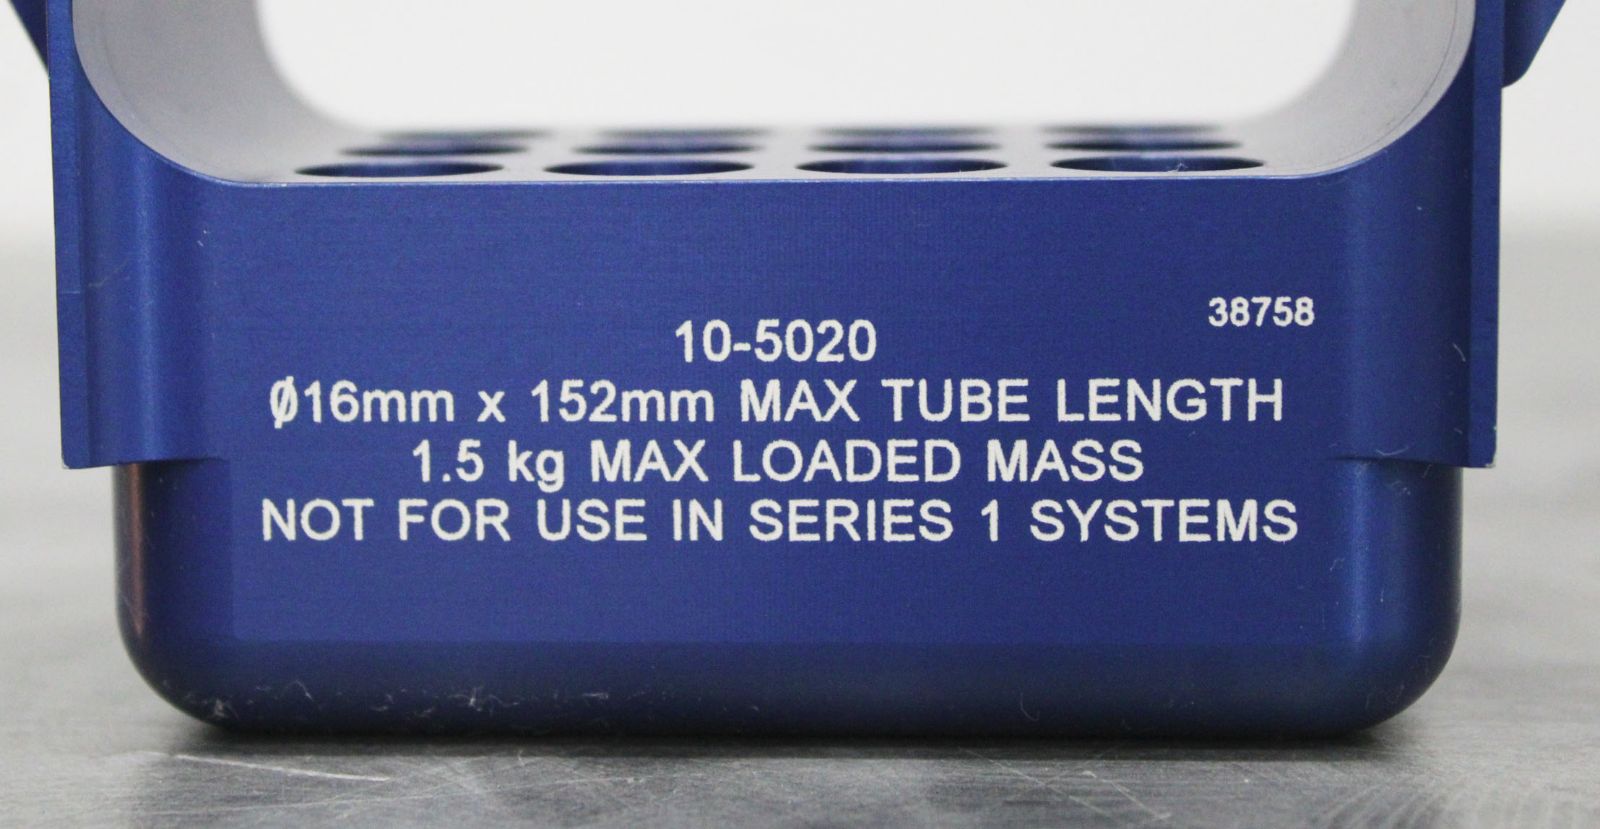 38758
10-5020
Ø16mm x 152mm MAX TUBE LENGTH
1.5 kg MAX LOADED MASS
NOT FOR USE IN SERIES 1 SYSTEMS